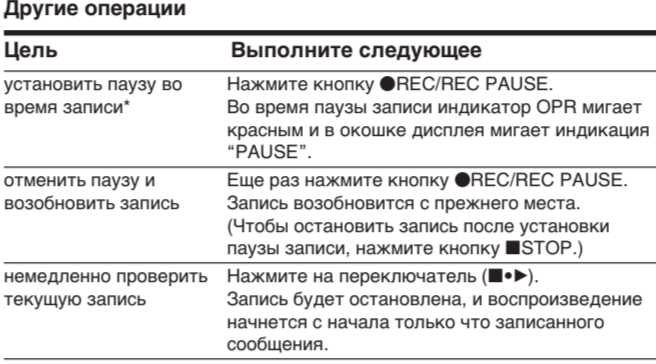 Другие операции
Цель Выполните следующее
установить паузу во Нажмите кнопку ●REC/REC PAUSE.
время записи* Во время паузы записи индикатор OPR мигает
красным и в окошке дисплея мигает индикация
“PAUSE”.
отменить паузу и Еще раз нажмите кнопку ●REC/REC PAUSE.
возобновить запись Запись возобновится с прежнего места.
(Чтобы остановить запись после установки
паузы записи, нажмите кнопку ■STOP.)
немедленно проверить Нажмите на переключатель (■•▶).
текущую запись Запись будет остановлена, и воспроизведение
начнется с начала только что записанного
сообщения.